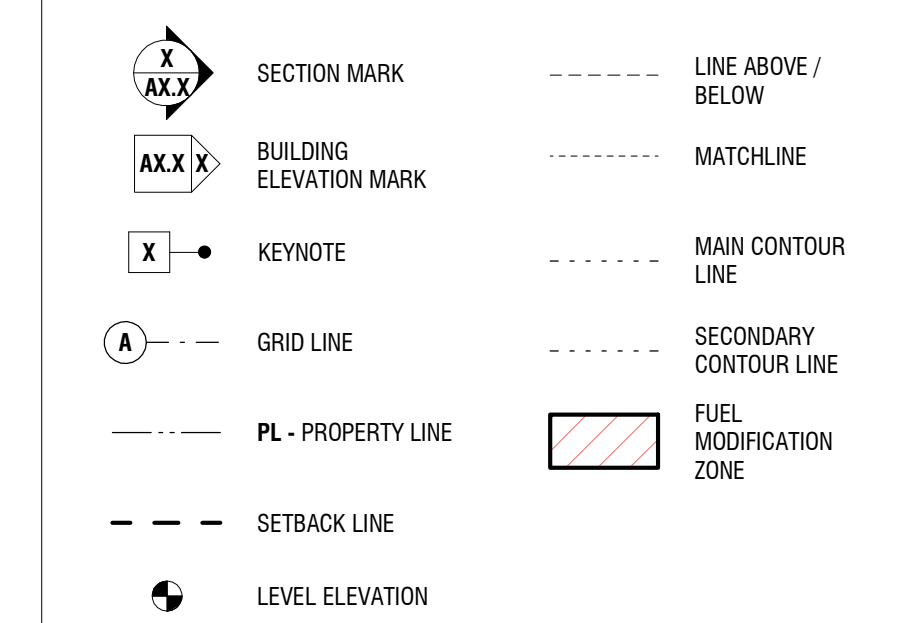 X
AX.X
SECTION MARK
AX.X X
BUILDING
ELEVATION MARK
X
KEYNOTE
A
GRID LINE
PL - PROPERTY LINE
SETBACK LINE
LEVEL ELEVATION
LINE ABOVE /
BELOW
MATCHLINE
MAIN CONTOUR
LINE
SECONDARY
CONTOUR LINE
FUEL
MODIFICATION
ZONE